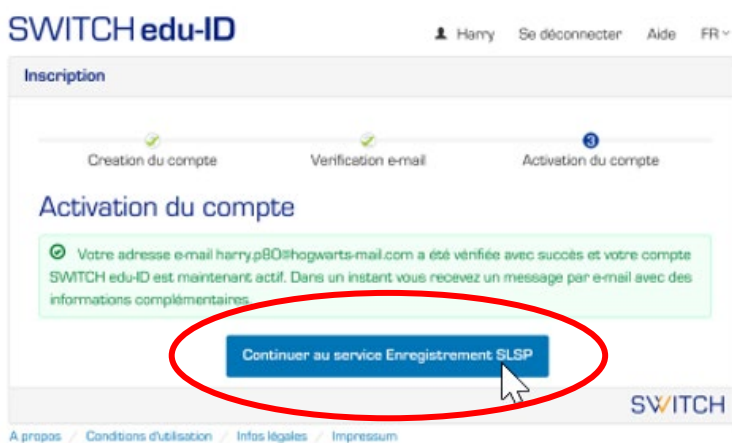 SWITCH edu-ID
Harry Se déconnecter Aide FR
Inscription
3
Creation du compte Verification e-mail Activation du compte
Activation du compte
Votre adresse e-mail harry.p80@hogwarts-mail.com a été vérifiée avec succès et votre compte
SWITCH edu-ID est maintenant actif. Dans un instant vous recevez un message par e-mail avec des
informations complémentaires.
Continuer au service Enregistrement SLSP
SWITCH
A propos / Conditions d'utilisation / Infos légales / Impressum